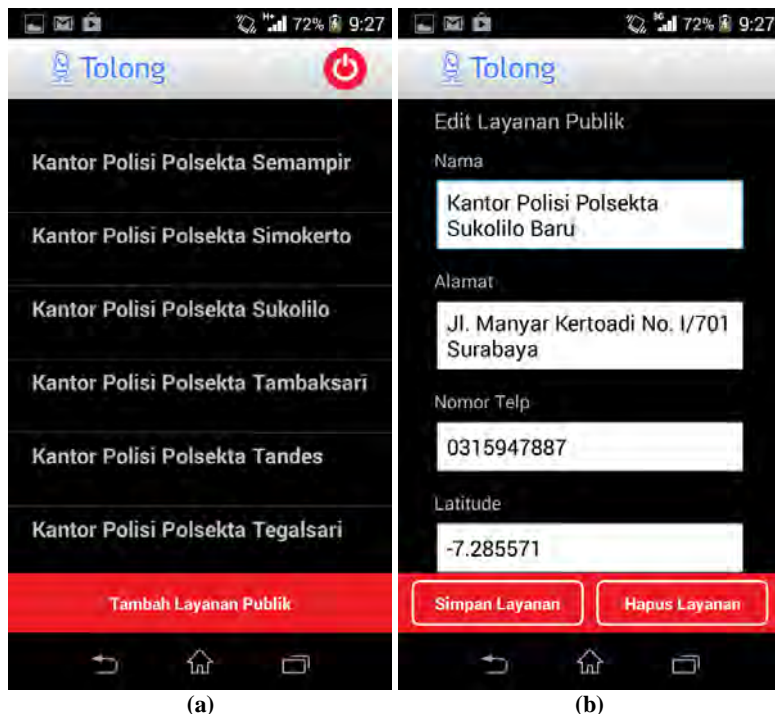 72% 9:27
Tolong
Kantor Polisi Polsekta Semampir
Kantor Polisi Polsekta Simokerto
Kantor Polisi Polsekta Sukolilo
Kantor Polisi Polsekta Tambaksari
Kantor Polisi Polsekta Tandes
Kantor Polisi Polsekta Tegalsari
Tambah Layanan Publik
(a)
72% 9:27
Tolong
Edit Layanan Publik
Nama
Kantor Polisi Polsekta
Sukolilo Baru
Alamat
Jl. Manyar Kertoadi No. I/701
Surabaya
Nomor Telp
0315947887
Latitude
-7.285571
Simpan Layanan Hapus Layanan
(b)